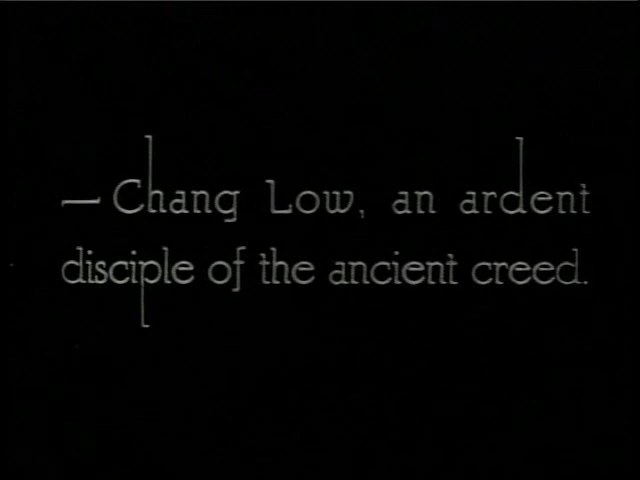 — Chang Low, an ardent
disciple of the ancient creed.